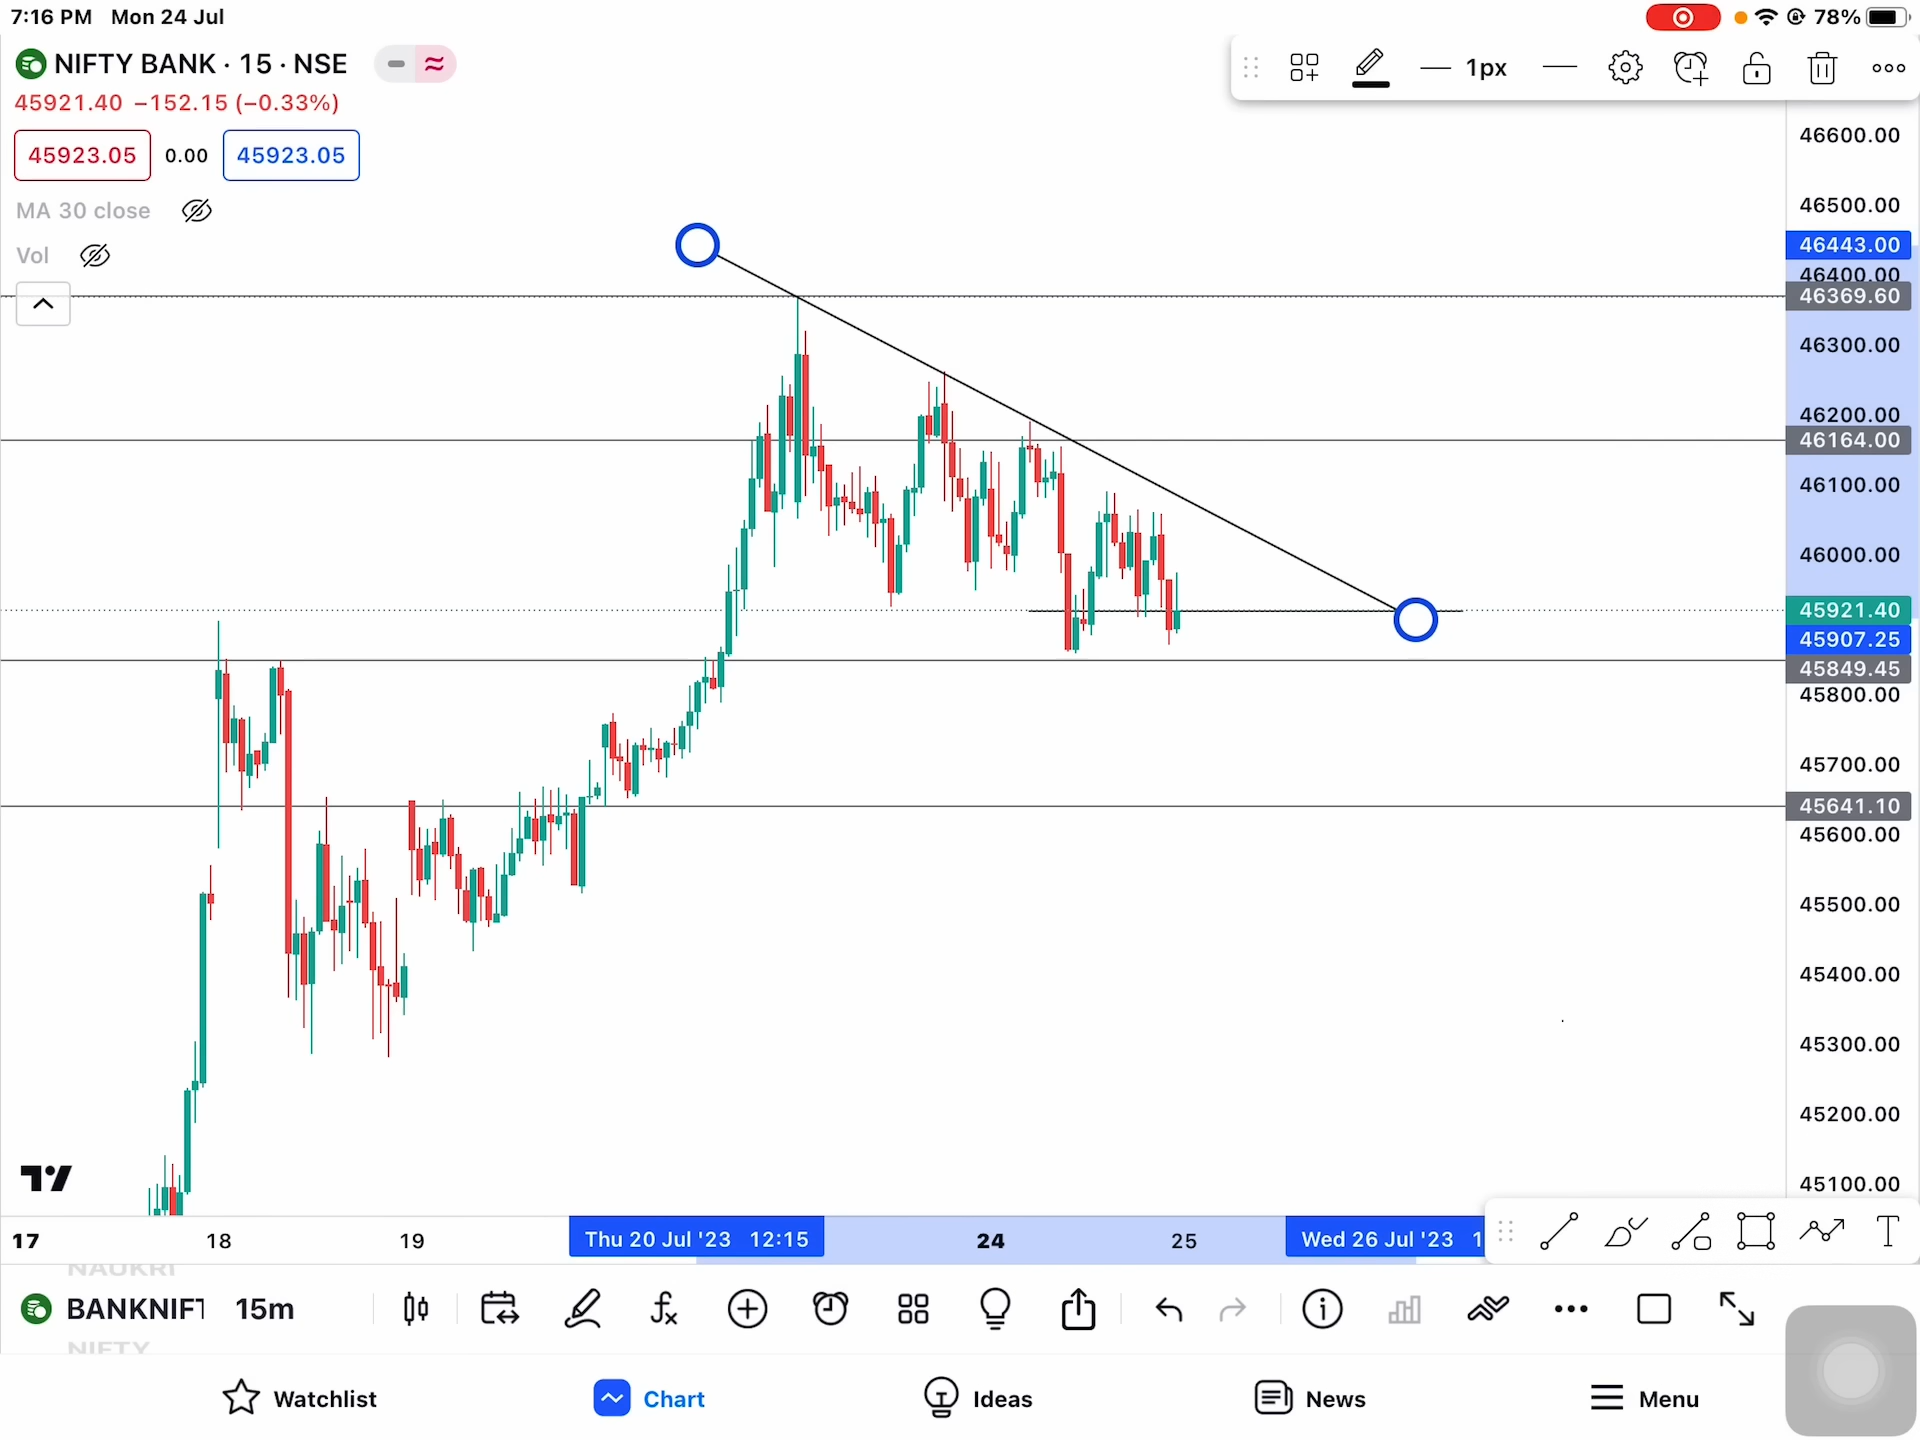 7:16 PM Mon 24 Jul
78%
NIFTY BANK · 15 · NSE
1px
45921.40 −152.15 (−0.33%)
45923.05 0.00 45923.05
MA 30 close
Vol
46600.00
46500.00
46443.00
46400.00
46369.60
46300.00
46200.00
46164.00
46100.00
46000.00
45921.40
45907.25
45849.45
45800.00
45700.00
45641.10
45600.00
45500.00
45400.00
45300.00
45200.00
45100.00
17 18 19 Thu 20 Jul '23 12:15 24 25 Wed 26 Jul '23 1
NAUKRI
BANKNIFT 15m
NIFTY
Watchlist Chart Ideas News Menu